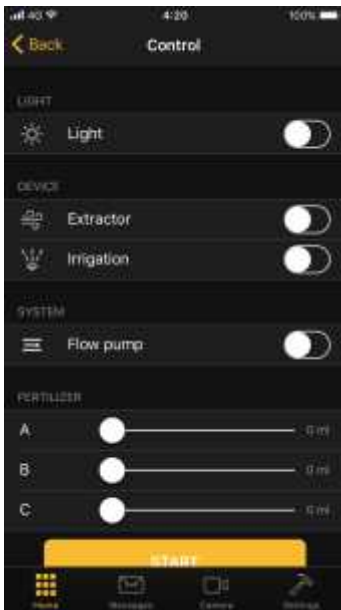 4G 4:20 100%
Back Control
LIGHT
Light
DEVICE
Extractor
Irrigation
SYSTEM
Flow pump
FERTILIZER
A 0 ml
B 0 ml
C 0 ml
START
Home Messages Camera